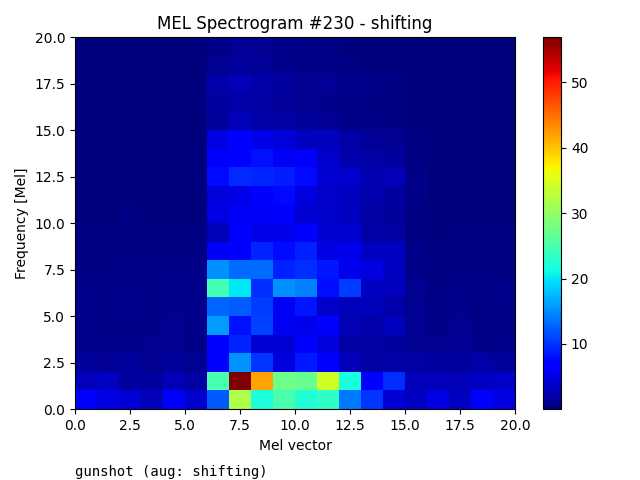 MEL Spectrogram #230 - shifting
20.0
17.5
15.0
12.5
10.0
7.5
5.0
2.5
0.0
Frequency [Mel]
0.0 2.5 5.0 7.5 10.0 12.5 15.0 17.5 20.0
Mel vector
50
40
30
20
10
gunshot (aug: shifting)